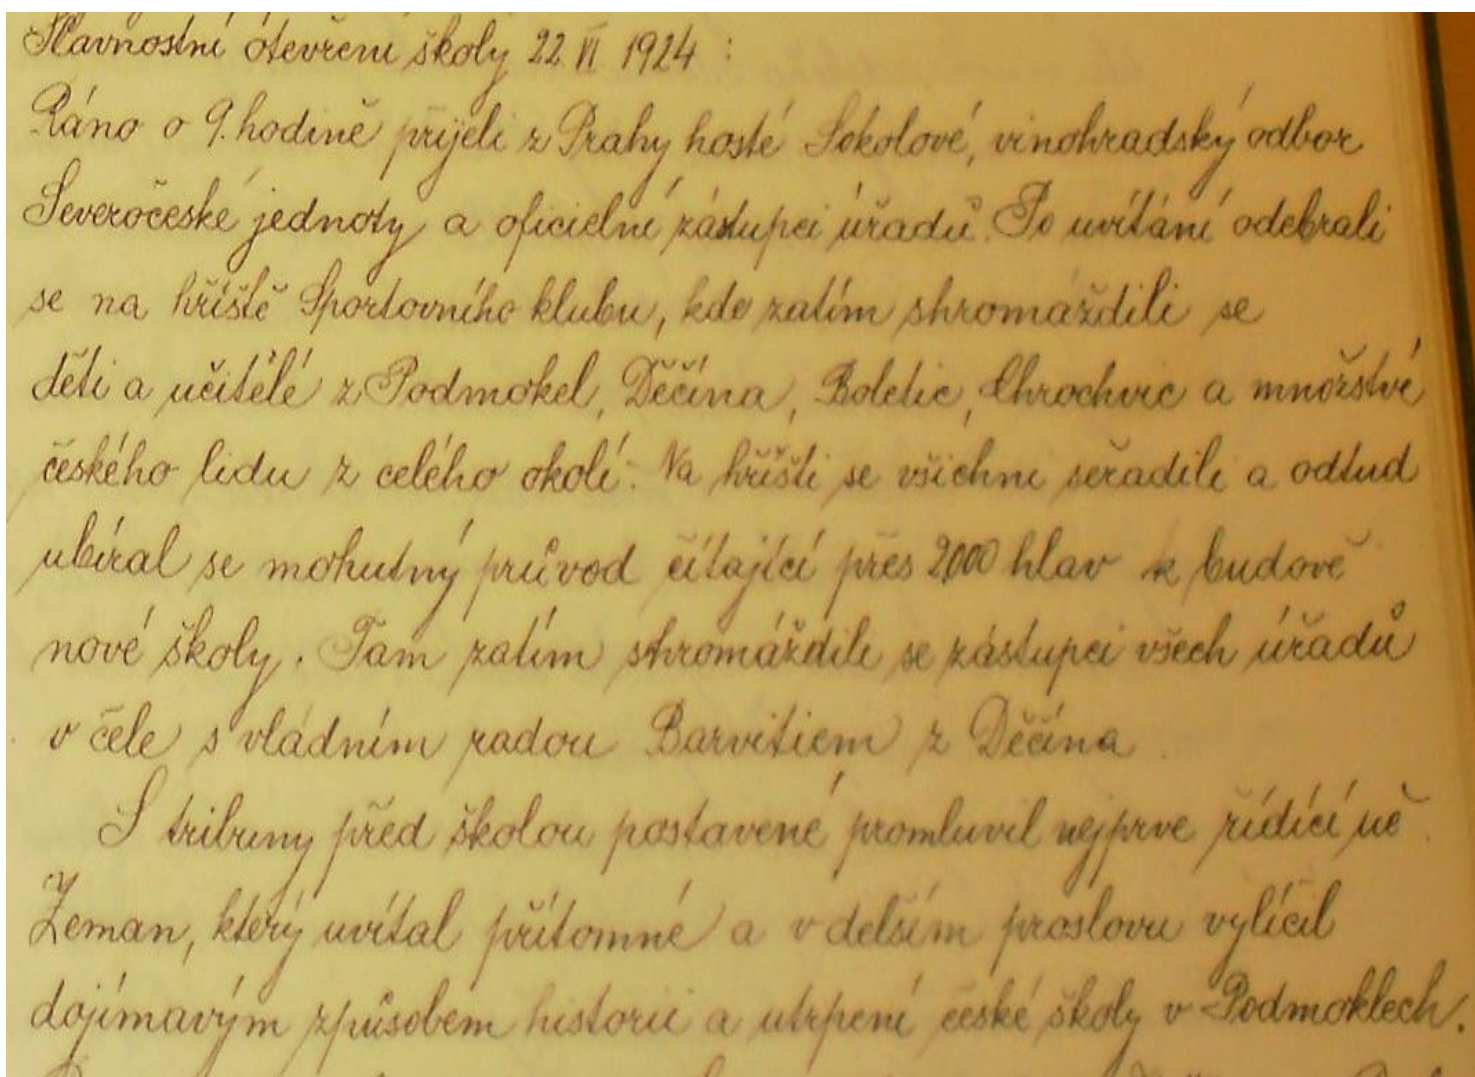 Slavnostní otevření školy 22 VI 1924 :
Ráno o 9. hodině přijeli z Prahy hosté Sokolové, vinohradský odbor
Severočeské jednoty a oficielní zástupci úřadů. Po uvítání odebrali
se na hřiště Sportovního klubu, kde zatím shromáždili se
děti a učitelé z Podmokel, Děčína, Boletic, Chrochvic a množství
českého lidu z celého okolí. Na hřišti se všichni seřadili a odtud
ubíral se mohutný průvod čítající přes 2000 hlav k budově
nové školy. Tam zatím shromáždili se zástupci všech úřadů
v čele s vládním radou Barvitiem z Děčína
S tribuny před školou postavené promluvil nejprve řídící uč.
Zeman, který uvítal přítomné a v delším proslovu vylíčil
dojímavým způsobem historii a utrpení české školy v Podmoklech.